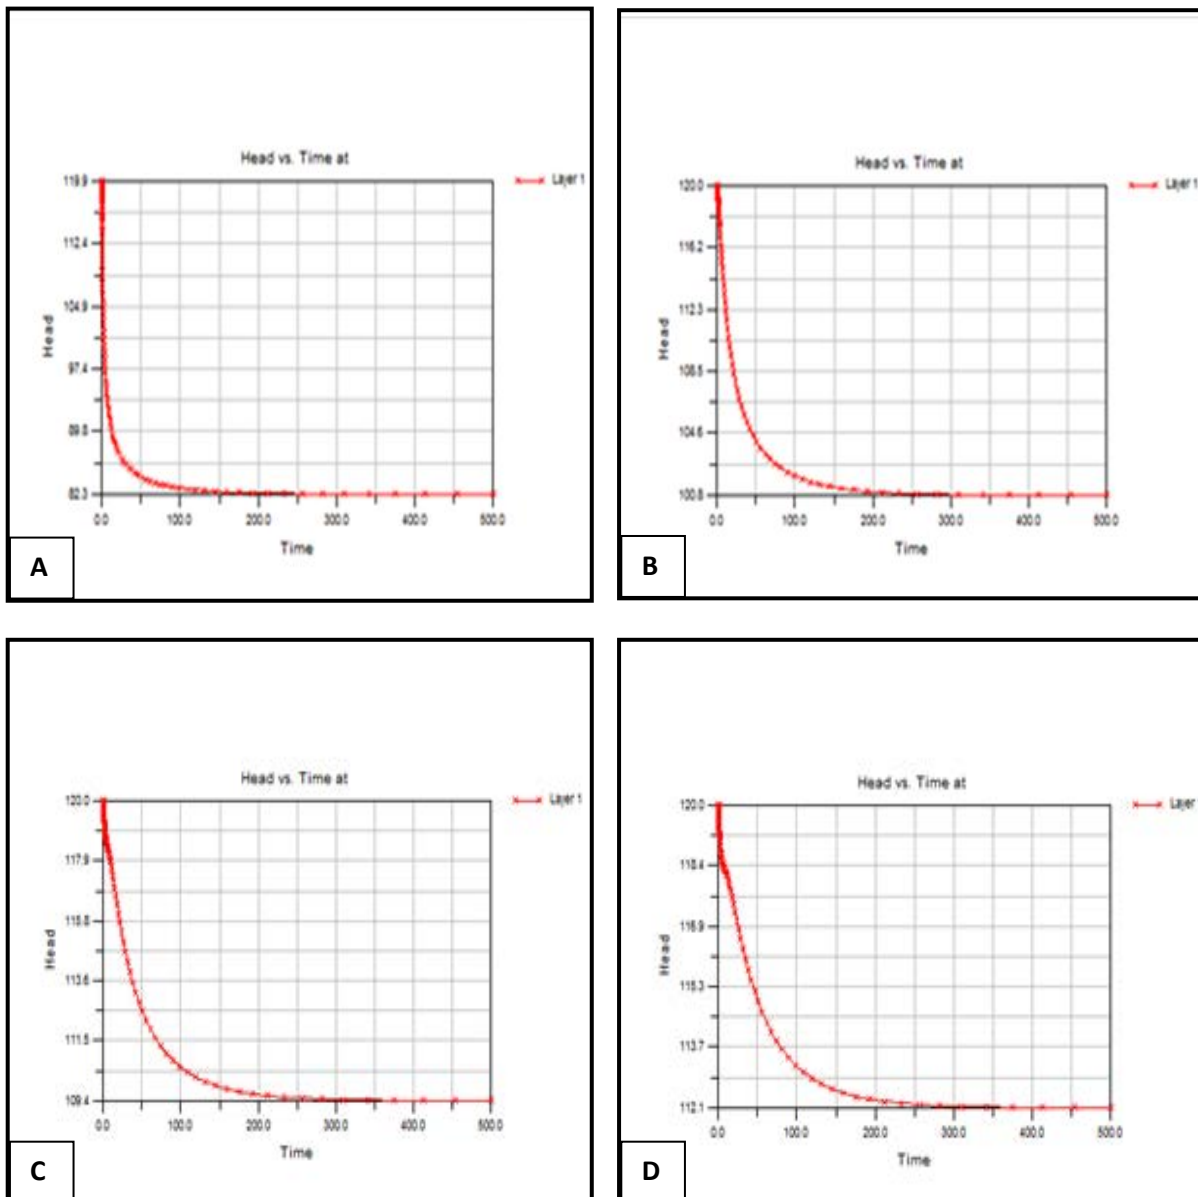 Head vs. Time at
Layer 1
119.9
112.4
104.9
97.4
89.8
82.3
Head
0.0 100.0 200.0 300.0 400.0 500.0
Time
A
Head vs. Time at
Layer 1
120.0
116.2
112.3
108.5
104.6
100.8
Head
0.0 100.0 200.0 300.0 400.0 500.0
Time
B
Head vs. Time at
Layer 1
120.0
117.9
115.8
113.6
111.5
109.4
Head
0.0 100.0 200.0 300.0 400.0 500.0
Time
C
Head vs. Time at
Layer
120.0
118.4
116.9
115.3
113.7
112.1
Head
0.0 100.0 200.0 300.0 400.0 500.0
Time
D